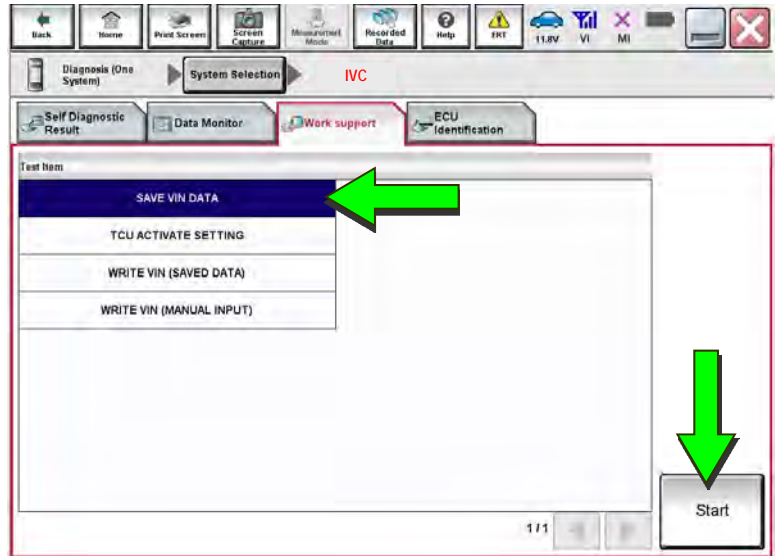 Back
Home
Print Screen
Screen
Capture
Measurement
Mode
Recorded
Data
Help
ERT
11.8V
VI
MI
Diagnosis (One
System)
System Selection
IVC
Self Diagnostic
Result
Data Monitor
Work support
ECU
Identification
Test Item
SAVE VIN DATA
TCU ACTIVATE SETTING
WRITE VIN (SAVED DATA)
WRITE VIN (MANUAL INPUT)
1/1
Start